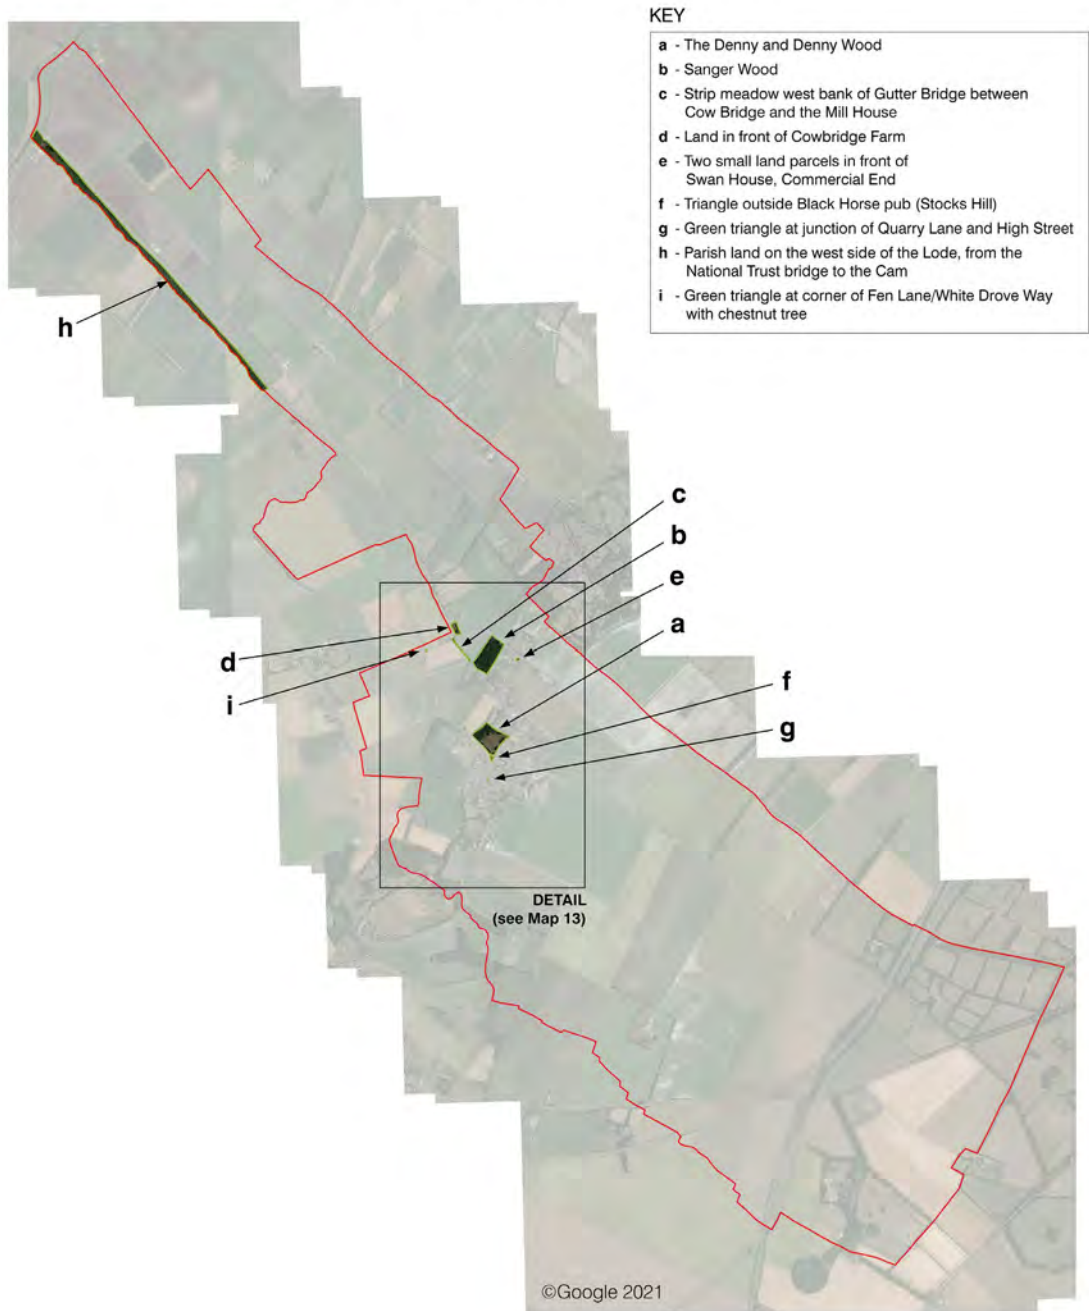 KEY
a - The Denny and Denny Wood
b - Sanger Wood
c - Strip meadow west bank of Gutter Bridge between
Cow Bridge and the Mill House
d - Land in front of Cowbridge Farm
e - Two small land parcels in front of
Swan House, Commercial End
f - Triangle outside Black Horse pub (Stocks Hill)
g - Green triangle at junction of Quarry Lane and High Street
h - Parish land on the west side of the Lode, from the
National Trust bridge to the Cam
i - Green triangle at corner of Fen Lane/White Drove Way
with chestnut tree
h
c
b
e
a
d
i
f
g
DETAIL
(see Map 13)
©Google 2021